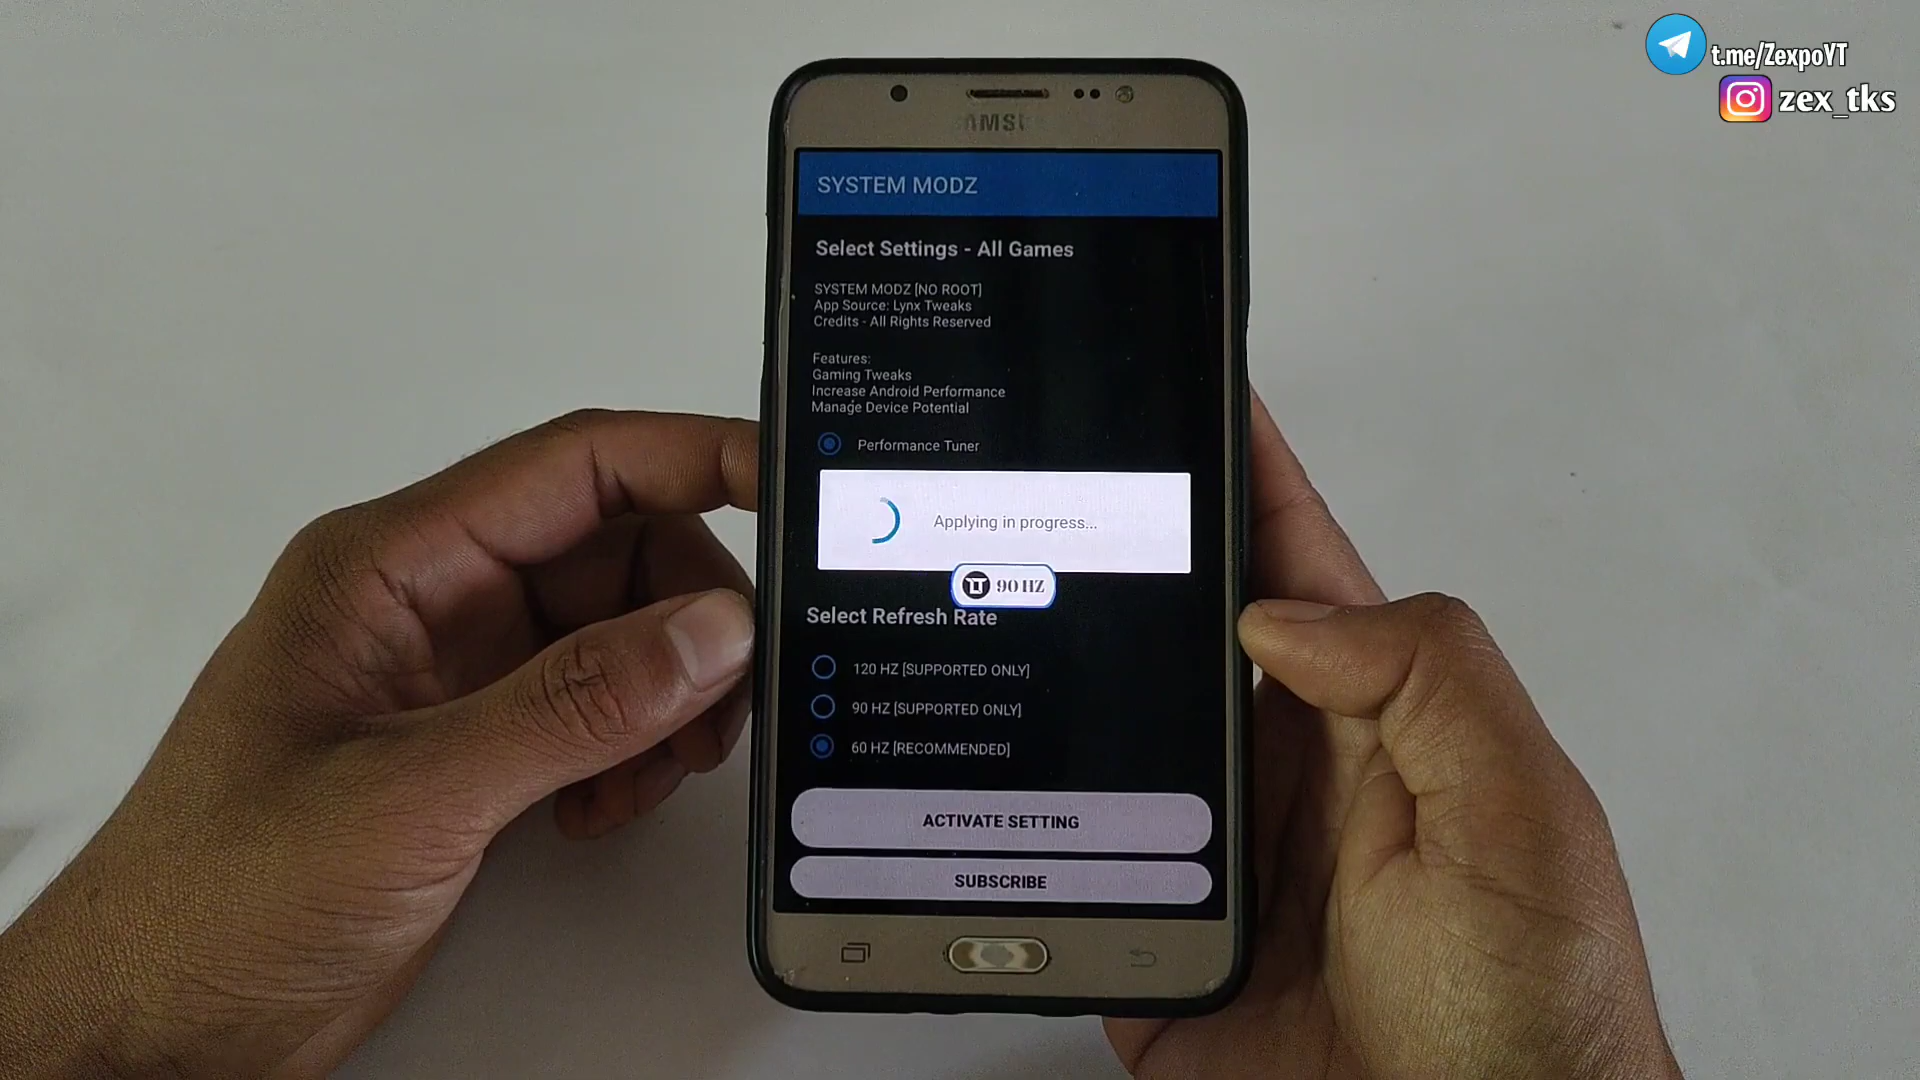 t.me/ZexpoYT
zex_tks
SAMSU
SYSTEM MODZ
Select Settings - All Games
SYSTEM MODZ [NO ROOT]
App Source: Lynx Tweaks
Credits - All Rights Reserved
Features:
Gaming Tweaks
Increase Android Performance
Manage Device Potential
Performance Tuner
Applying in progress...
90 HZ
Select Refresh Rate
120 HZ [SUPPORTED ONLY]
90 HZ [SUPPORTED ONLY]
60 HZ [RECOMMENDED]
ACTIVATE SETTING
SUBSCRIBE